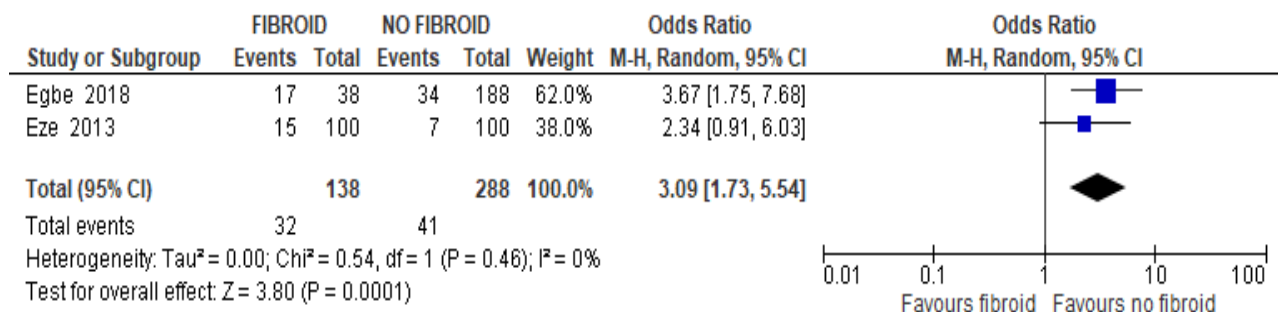 FIBROID NO FIBROID Odds Ratio Odds Ratio
Study or Subgroup Events Total Events Total Weight M-H, Random, 95% CI M-H, Random, 95% CI
Egbe 2018 17 38 34 188 62.0% 3.67 [1.75, 7.68]
Eze 2013 15 100 7 100 38.0% 2.34 [0.91, 6.03]
Total (95% CI) 138 288 100.0% 3.09 [1.73, 5.54]
Total events 32 41
Heterogeneity: Tau² = 0.00; Chi² = 0.54, df = 1 (P = 0.46); I² = 0%
Test for overall effect: Z = 3.80 (P = 0.0001)
0.01 0.1 1 10 100
Favours fibroid Favours no fibroid